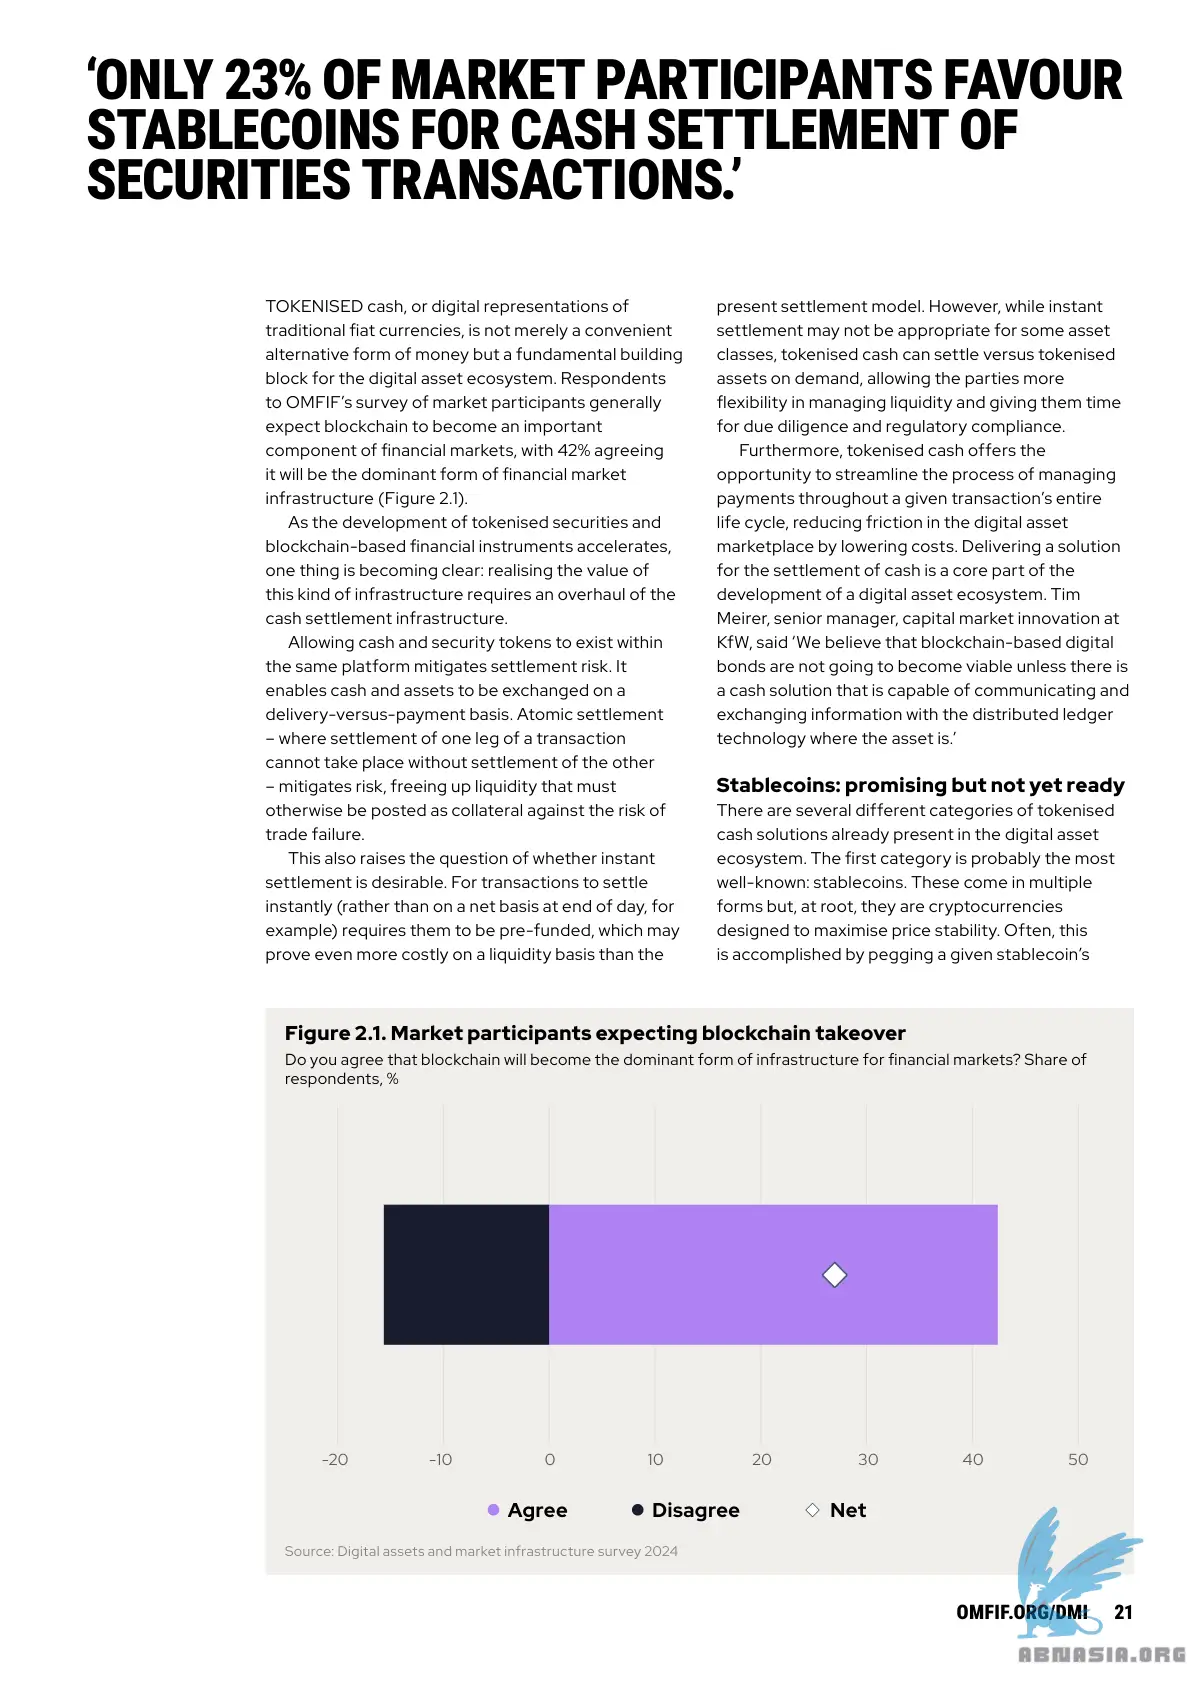 ‘ONLY 23% OF MARKET PARTICIPANTS FAVOUR
STABLECOINS FOR CASH SETTLEMENT OF
SECURITIES TRANSACTIONS.’
TOKENISED cash, or digital representations of
traditional fiat currencies, is not merely a convenient
alternative form of money but a fundamental building
block for the digital asset ecosystem. Respondents
to OMFIF’s survey of market participants generally
expect blockchain to become an important
component of financial markets, with 42% agreeing
it will be the dominant form of financial market
infrastructure (Figure 2.1).
As the development of tokenised securities and
blockchain-based financial instruments accelerates,
one thing is becoming clear: realising the value of
this kind of infrastructure requires an overhaul of the
cash settlement infrastructure.
Allowing cash and security tokens to exist within
the same platform mitigates settlement risk. It
enables cash and assets to be exchanged on a
delivery-versus-payment basis. Atomic settlement
– where settlement of one leg of a transaction
cannot take place without settlement of the other
– mitigates risk, freeing up liquidity that must
otherwise be posted as collateral against the risk of
trade failure.
This also raises the question of whether instant
settlement is desirable. For transactions to settle
instantly (rather than on a net basis at end of day, for
example) requires them to be pre-funded, which may
prove even more costly on a liquidity basis than the
present settlement model. However, while instant
settlement may not be appropriate for some asset
classes, tokenised cash can settle versus tokenised
assets on demand, allowing the parties more
flexibility in managing liquidity and giving them time
for due diligence and regulatory compliance.
Furthermore, tokenised cash offers the
opportunity to streamline the process of managing
payments throughout a given transaction’s entire
life cycle, reducing friction in the digital asset
marketplace by lowering costs. Delivering a solution
for the settlement of cash is a core part of the
development of a digital asset ecosystem. Tim
Meirer, senior manager, capital market innovation at
KfW, said ‘We believe that blockchain-based digital
bonds are not going to become viable unless there is
a cash solution that is capable of communicating and
exchanging information with the distributed ledger
technology where the asset is.’
Stablecoins: promising but not yet ready
There are several different categories of tokenised
cash solutions already present in the digital asset
ecosystem. The first category is probably the most
well-known: stablecoins. These come in multiple
forms but, at root, they are cryptocurrencies
designed to maximise price stability. Often, this
is accomplished by pegging a given stablecoin’s
Figure 2.1. Market participants expecting blockchain takeover
Do you agree that blockchain will become the dominant form of infrastructure for financial markets? Share of
respondents, %
-20 -10 0 10 20 30 40 50
Agree Disagree Net
Source: Digital assets and market infrastructure survey 2024
OMFIF.ORG/DMI 21
ABNASIA.ORG